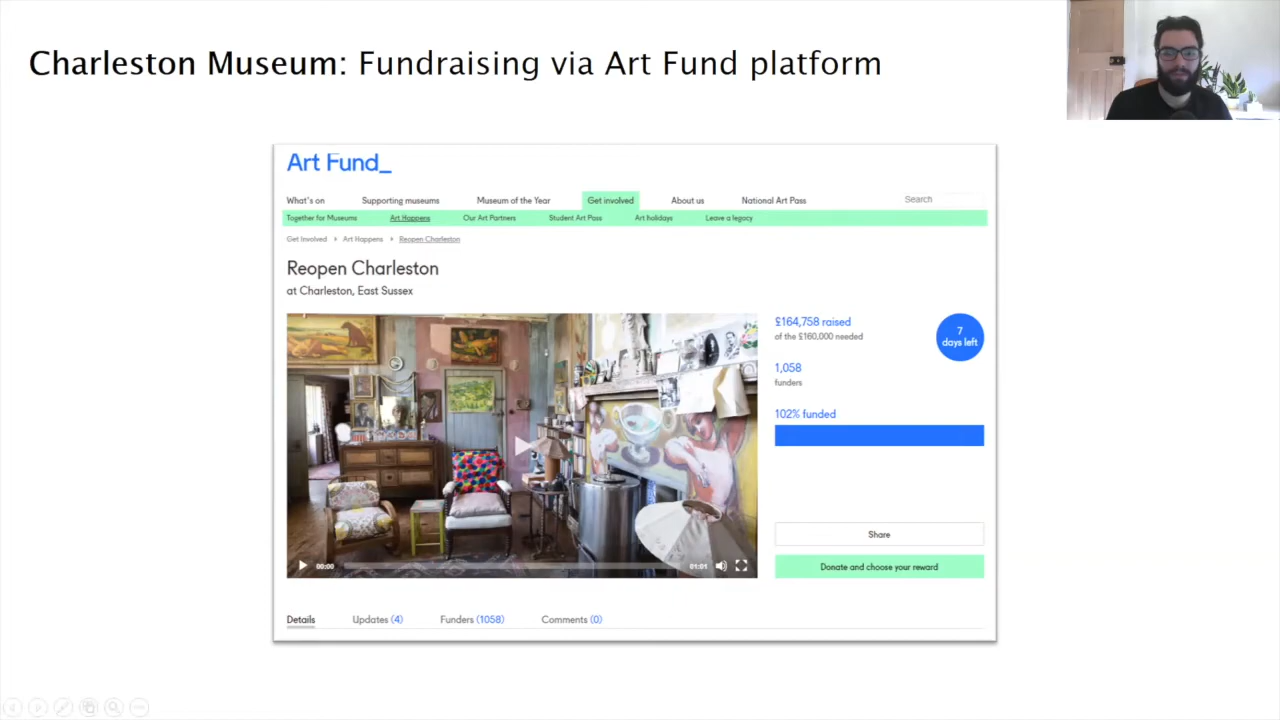 Charleston Museum: Fundraising via Art Fund platform
Art Fund_
What's on Supporting museums Museum of the Year Get involved About us National Art Pass Search
Together for Museums Art Happens Our Art Partners Student Art Pass Art holidays Leave a legacy
Get Involved Art Happens Reopen Charleston
Reopen Charleston
at Charleston, East Sussex
£164,758 raised
of the £160,000 needed
7
days left
1,058
funders
102% funded
Share
Donate and choose your reward
00:00 01:01
Details Updates (4) Funders (1058) Comments (0)